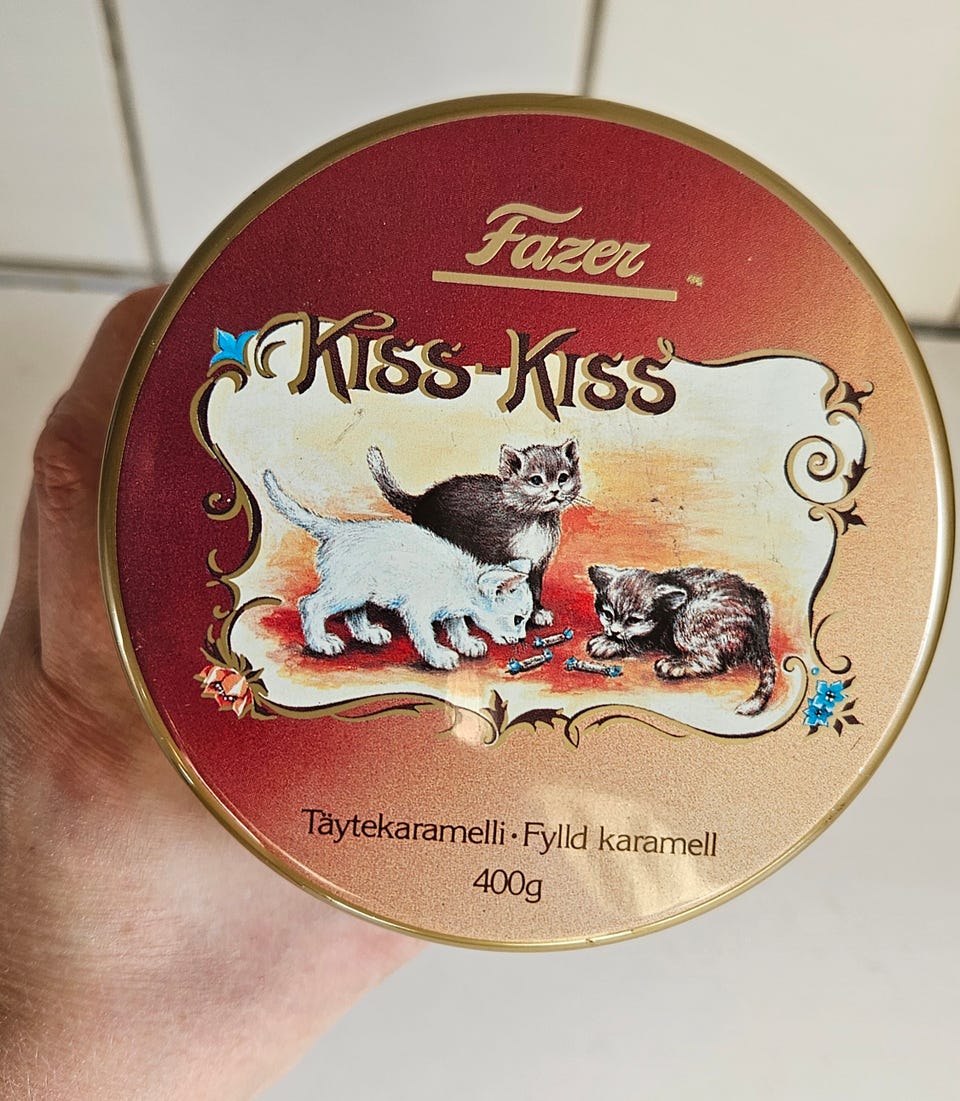 Fazer
Kiss-Kiss
Täytekaramelli · Fylld karamell
400g